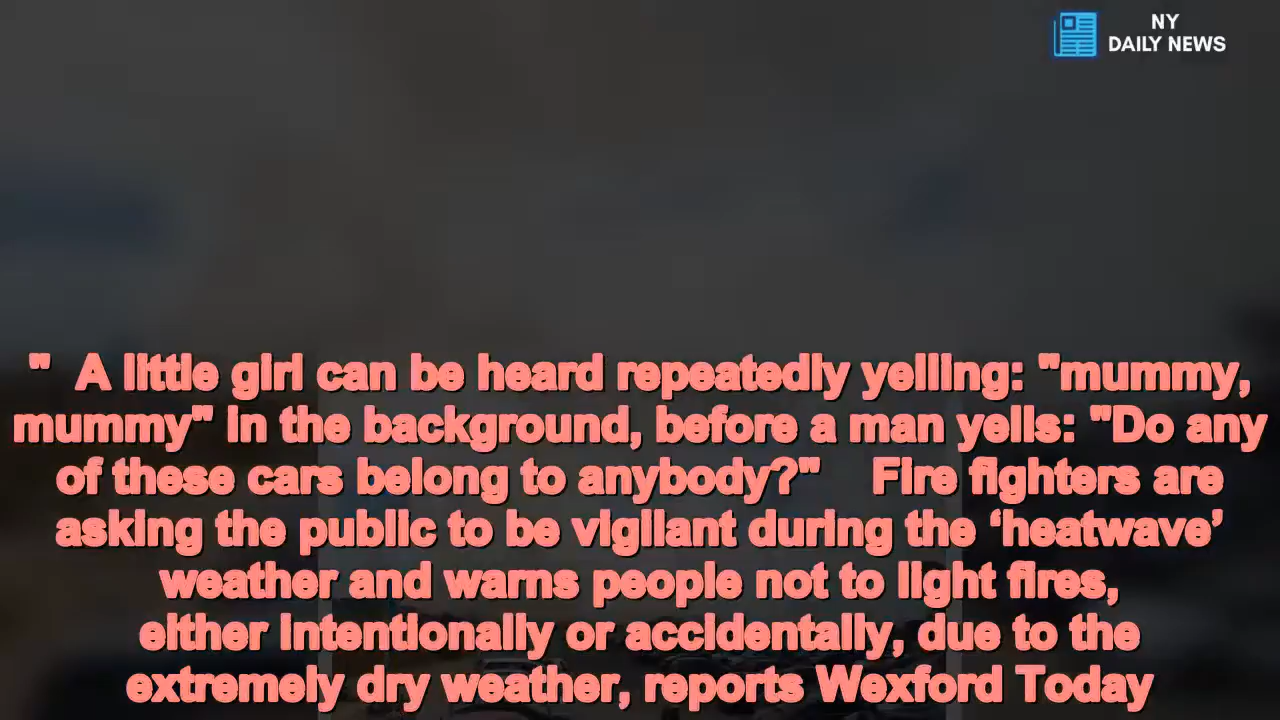 NY
DAILY NEWS
"  A little girl can be heard repeatedly yelling: "mummy,
mummy" in the background, before a man yells: "Do any
of these cars belong to anybody?"    Fire fighters are
asking the public to be vigilant during the ‘heatwave’
weather and warns people not to light fires,
either intentionally or accidentally, due to the
extremely dry weather, reports Wexford Today